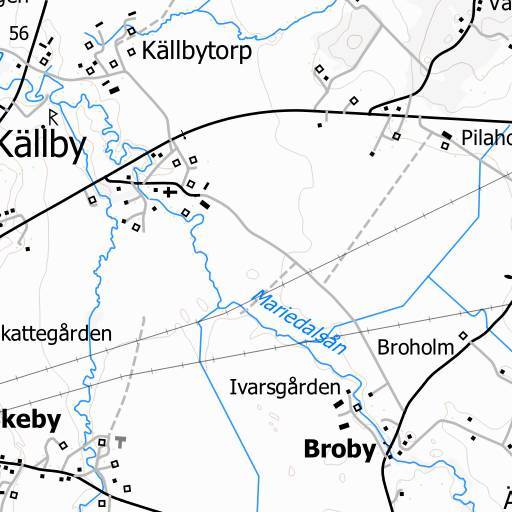 56
Källbytorp
R
Källby
Pilaho
Mariedalsån
kattegården
Broholm
Ivarsgården
keby
Broby